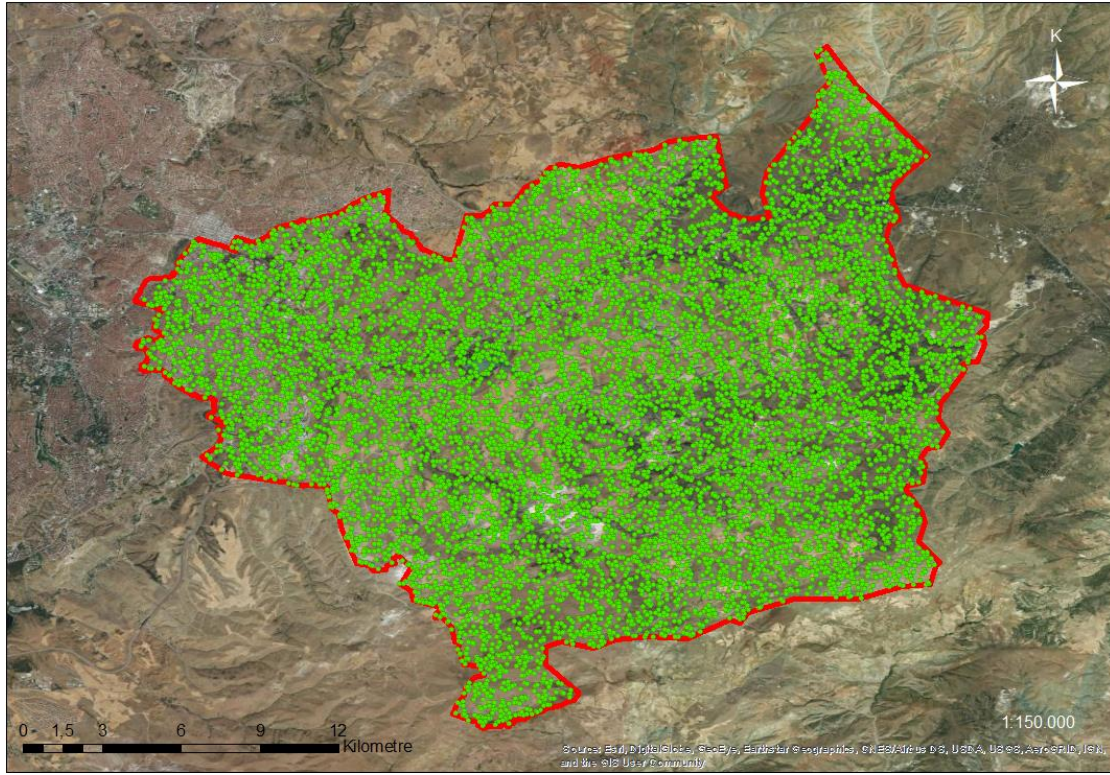 K
1:150.000
0 - 1,5 3 6 9 12
Kilometre
Source: Esri, DigitalGlobe, GeoEye, Earthstar Geographics, CNES/Airbus DS, USDA, USGS, AeroGRID, IGN,
and the GIS User Community